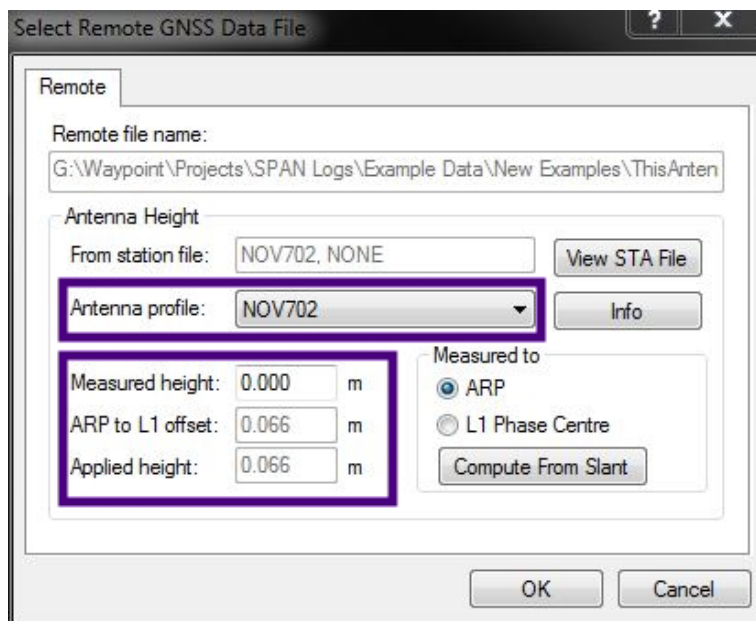 Select Remote GNSS Data File
? X
Remote
Remote file name:
G:\Waypoint\Projects\SPAN Logs\Example Data\New Examples\ThisAnten
Antenna Height
From station file: NOV702, NONE View STA File
Antenna profile: NOV702 Info
Measured height: 0.000 m
ARP to L1 offset: 0.066 m
Applied height: 0.066 m
Measured to
ARP
L1 Phase Centre
Compute From Slant
OK Cancel